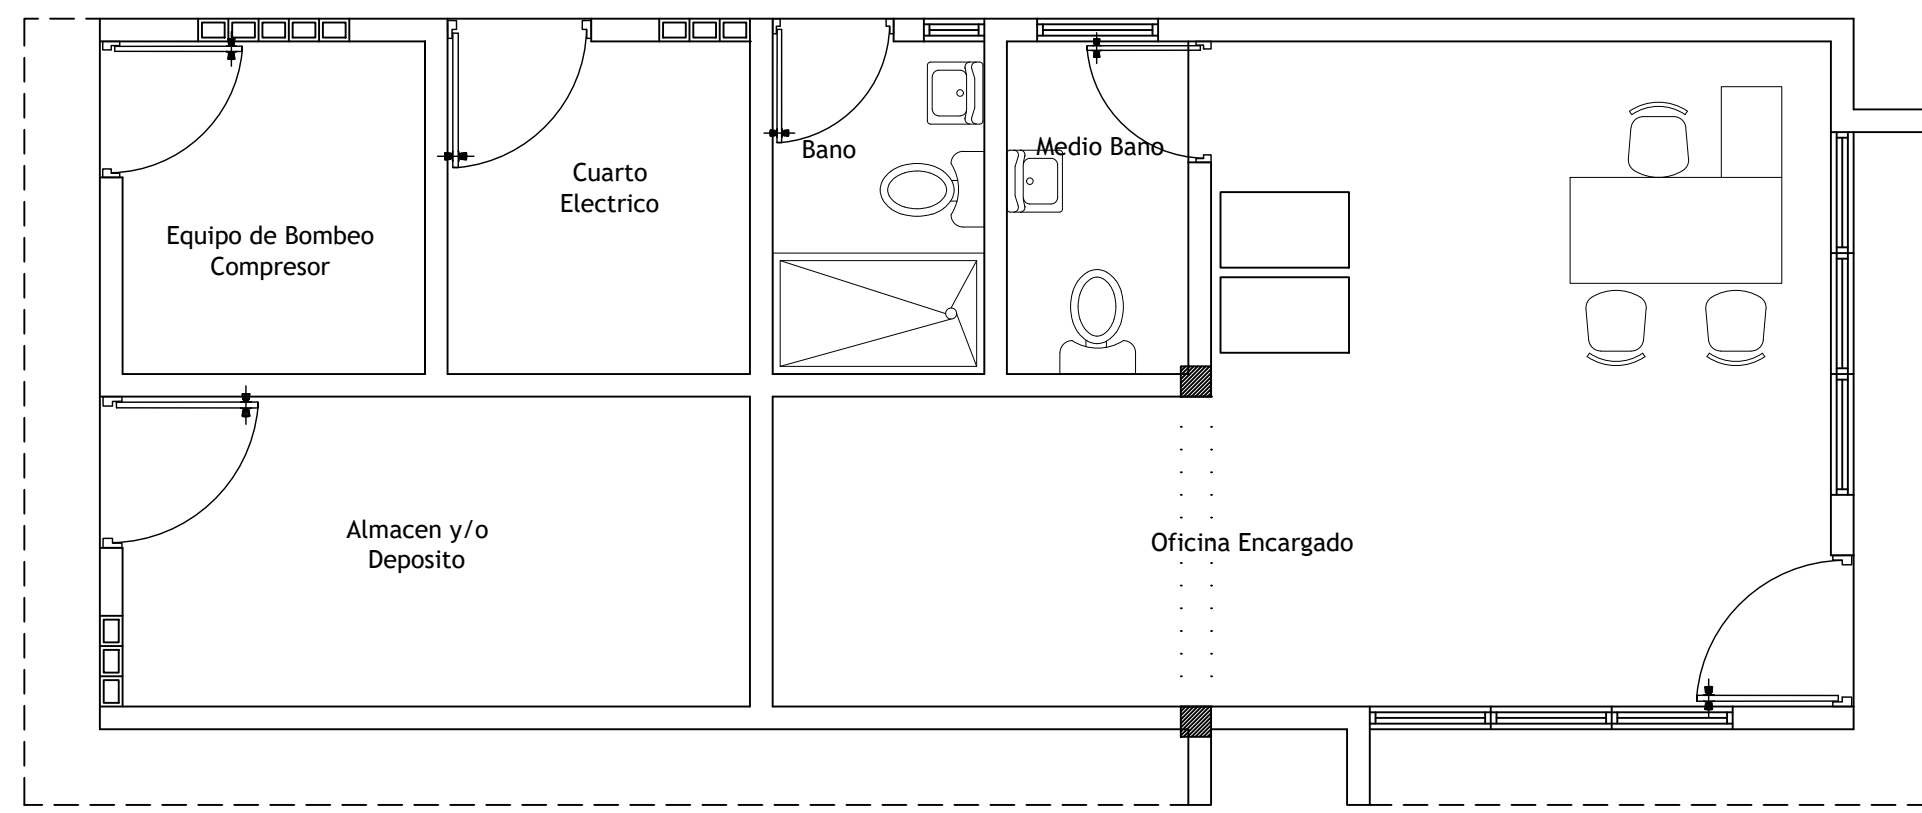 Bano
Medio Bano
Cuarto
Electrico
Equipo de Bombeo
Compresor
Almacen y/o
Deposito
Oficina Encargado